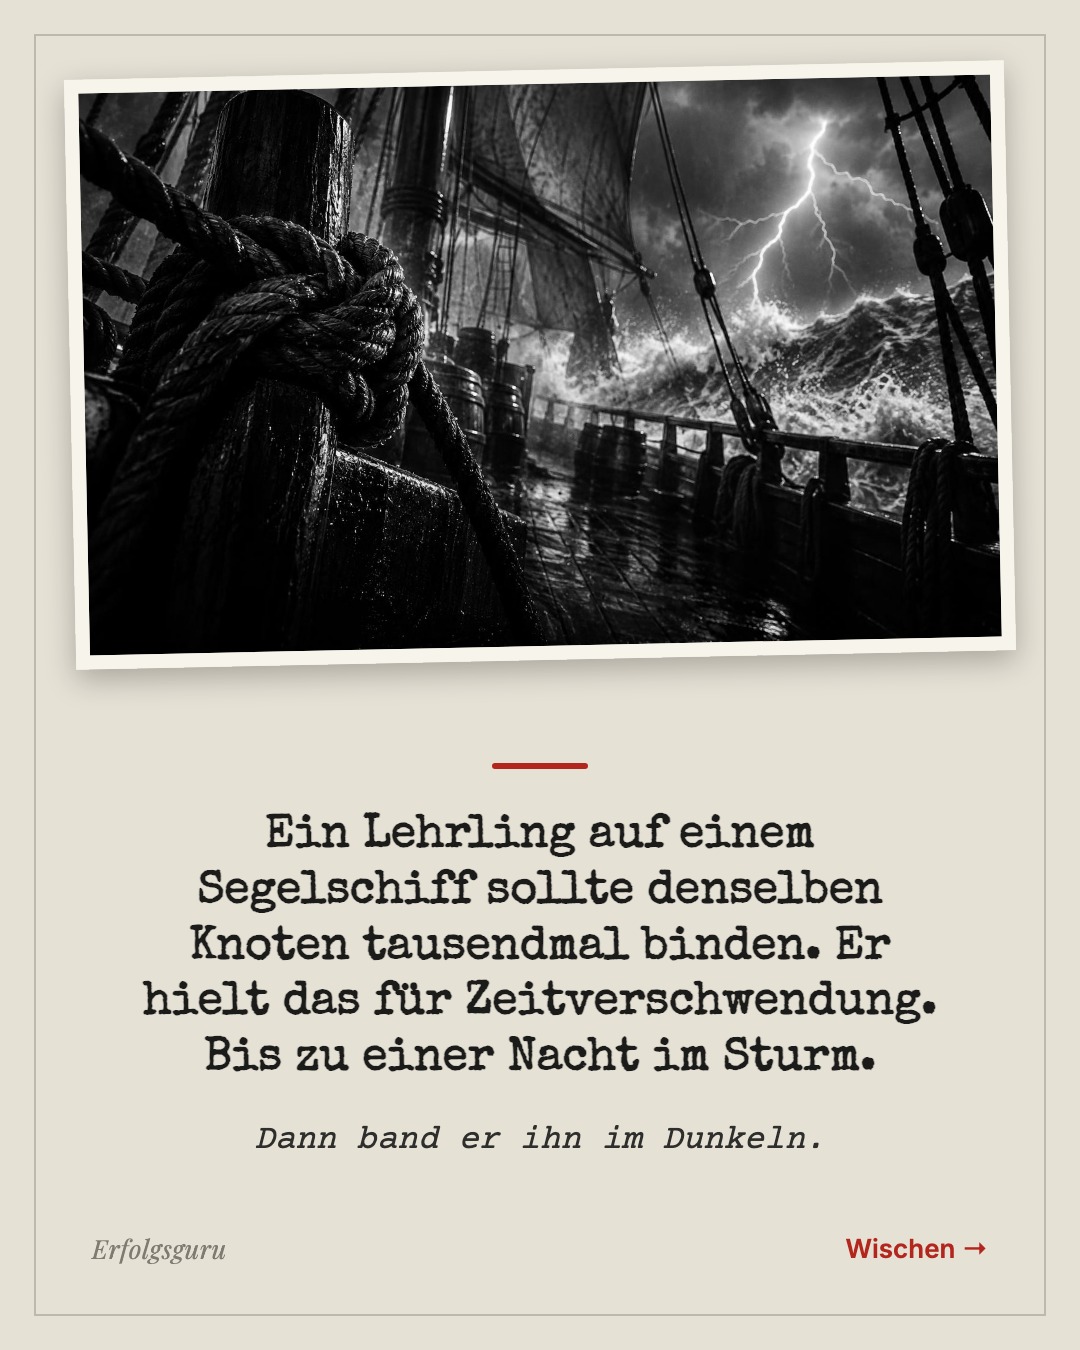 Ein Lehrling auf einem
Segelschiff sollte denselben
Knoten tausendmal binden. Er
hielt das für Zeitverschwendung.
Bis zu einer Nacht im Sturm.
Dann band er ihn im Dunkeln.
Erfolgsguru
Wischen →